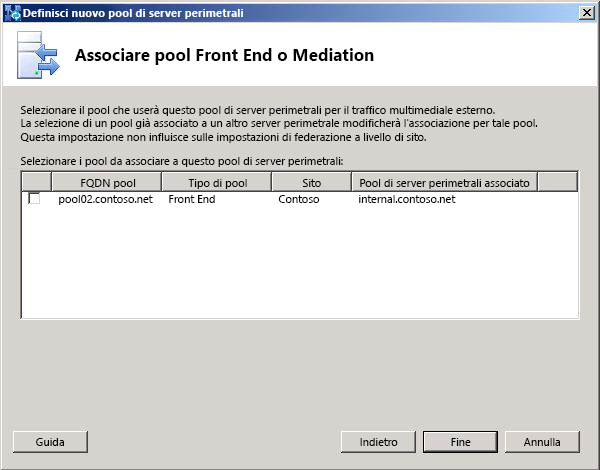 Definisci nuovo pool di server perimetrali
Associare pool Front End o Mediation
Selezionare il pool che userà questo pool di server perimetrali per il traffico multimediale esterno.
La selezione di un pool già associato a un altro server perimetrale modificherà l'associazione per tale pool.
Questa impostazione non influisce sulle impostazioni di federazione a livello di sito.
Selezionare i pool da associare a questo pool di server perimetrali:
FQDN pool Tipo di pool Sito Pool di server perimetrali associato
pool02.contoso.net Front End Contoso internal.contoso.net
Guida Indietro Fine Annulla